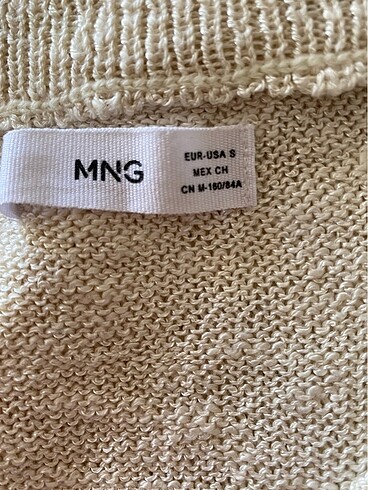 MNG
EUR-USA S
MEX CH
CN M-160/84A